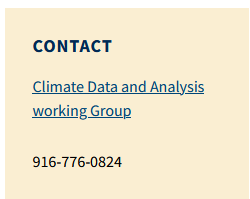 CONTACT
Climate Data and Analysis
working Group
916-776-0824